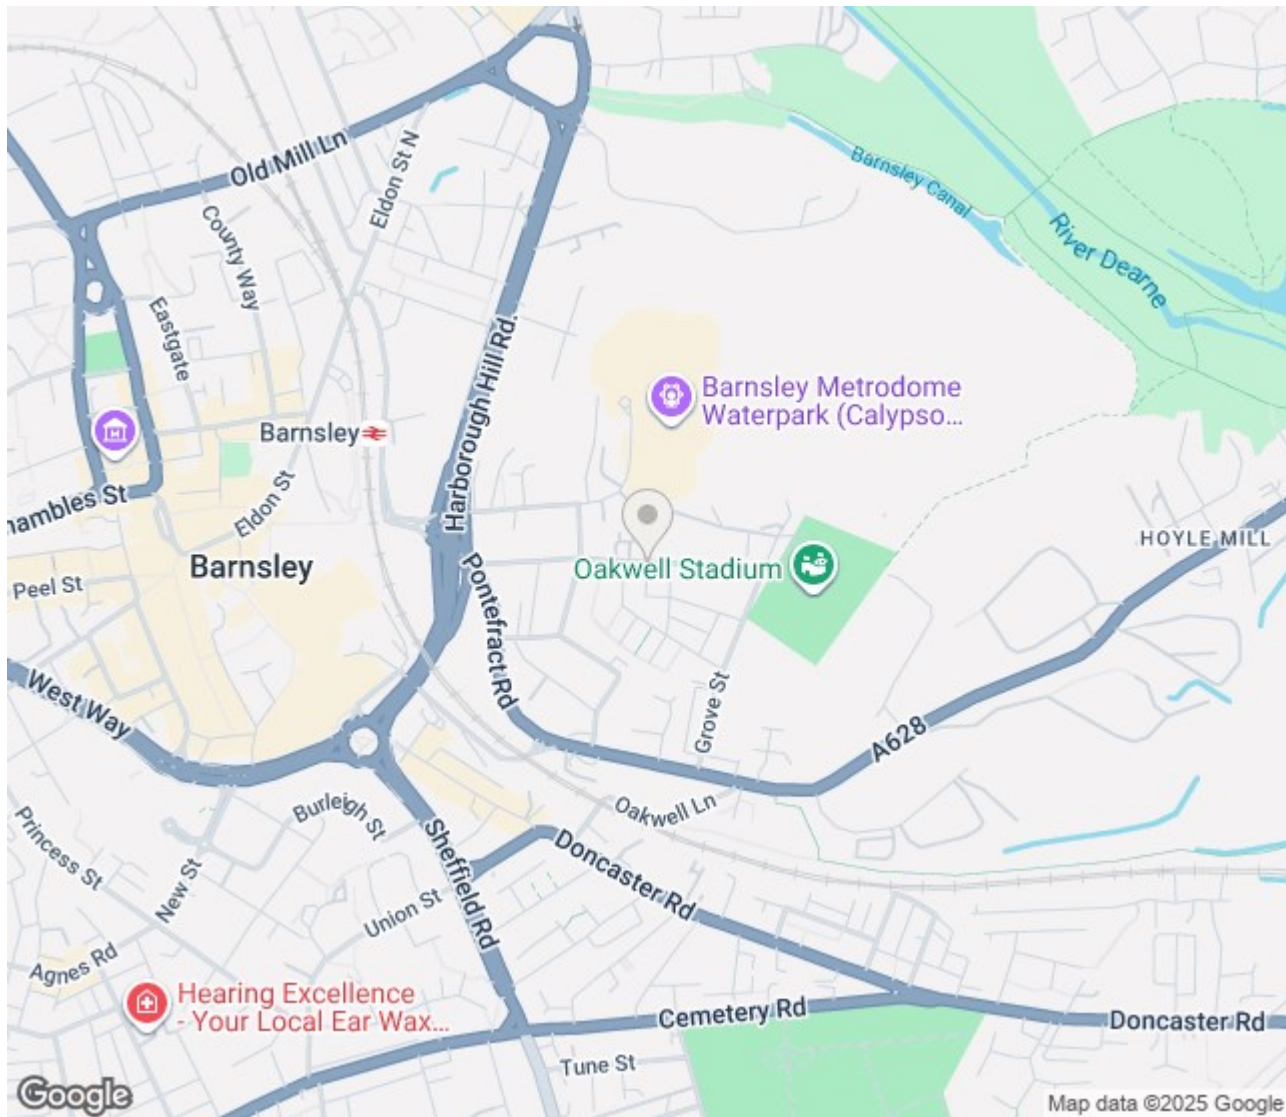 Old Mill Ln
Eldon St N
County Way
Barnsley Canal
River Dearne
Eastgate
Harborough Hill Rd.
Barnsley Metrodome
Waterpark (Calypso...
Barnsley
hambles St
Eldon St
HOYLE MILL
Barnsley
Oakwell Stadium
Peel St
Pontefract Rd
West Way
Grove St
A628
Oakwell Ln
Burleigh St
Princess St
Sheffield Rd
Doncaster Rd
New St
Union St
Agnes Rd
Hearing Excellence
- Your Local Ear Wax...
Cemetery Rd
Doncaster Rd
Tune St
Google
Map data ©2025 Google